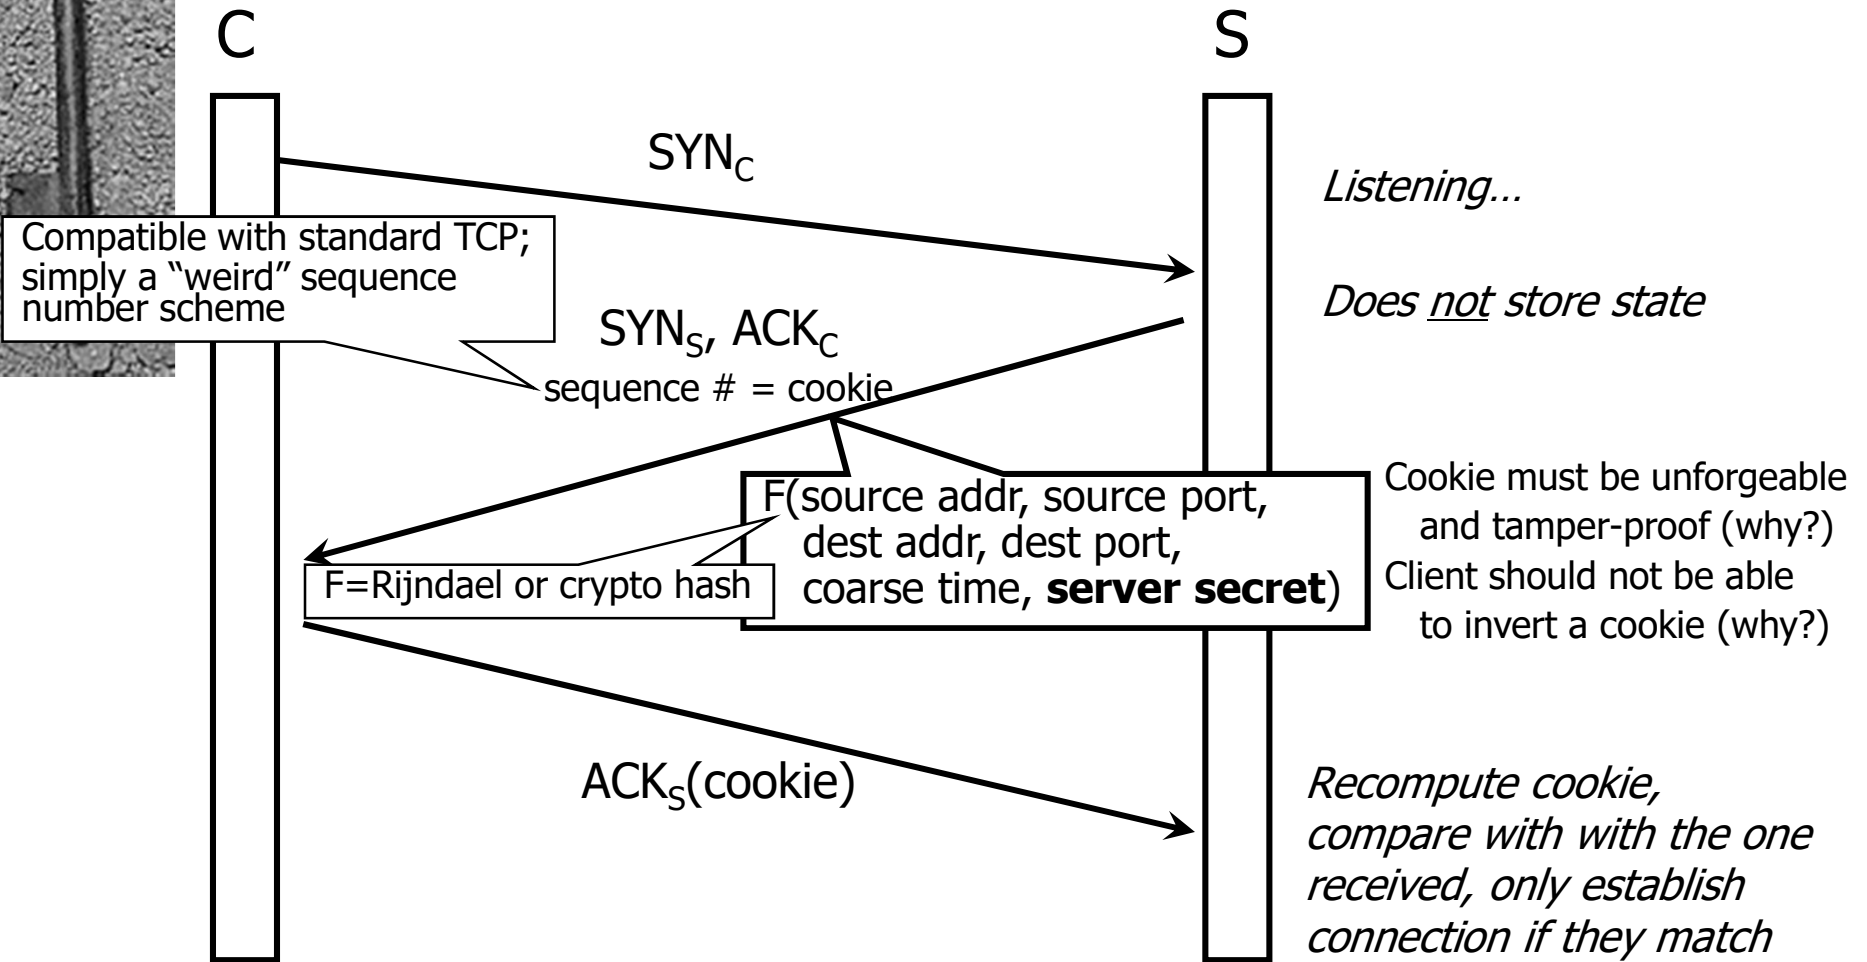 C
S
SYNC
Listening...
Compatible with standard TCP;
simply a “weird” sequence
number scheme
Does not store state
SYNS, ACKC
sequence # = cookie
F(source addr, source port,
dest addr, dest port,
coarse time, server secret)
F=Rijndael or crypto hash
Cookie must be unforgeable
and tamper-proof (why?)
Client should not be able
to invert a cookie (why?)
ACKS(cookie)
Recompute cookie,
compare with with the one
received, only establish
connection if they match